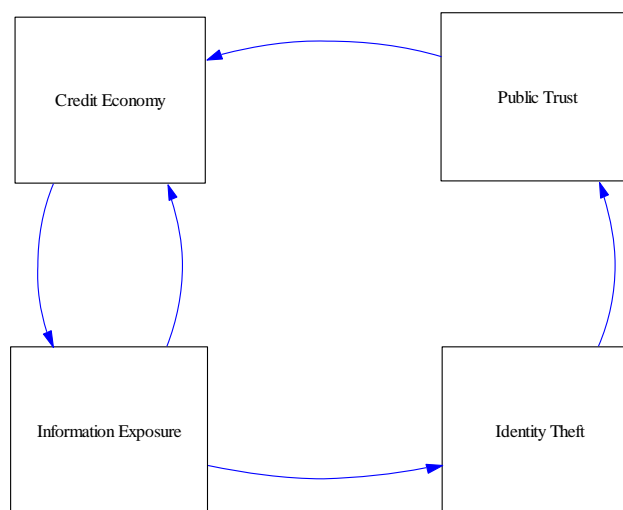 Credit Economy
Public Trust
Information Exposure
Identity Theft